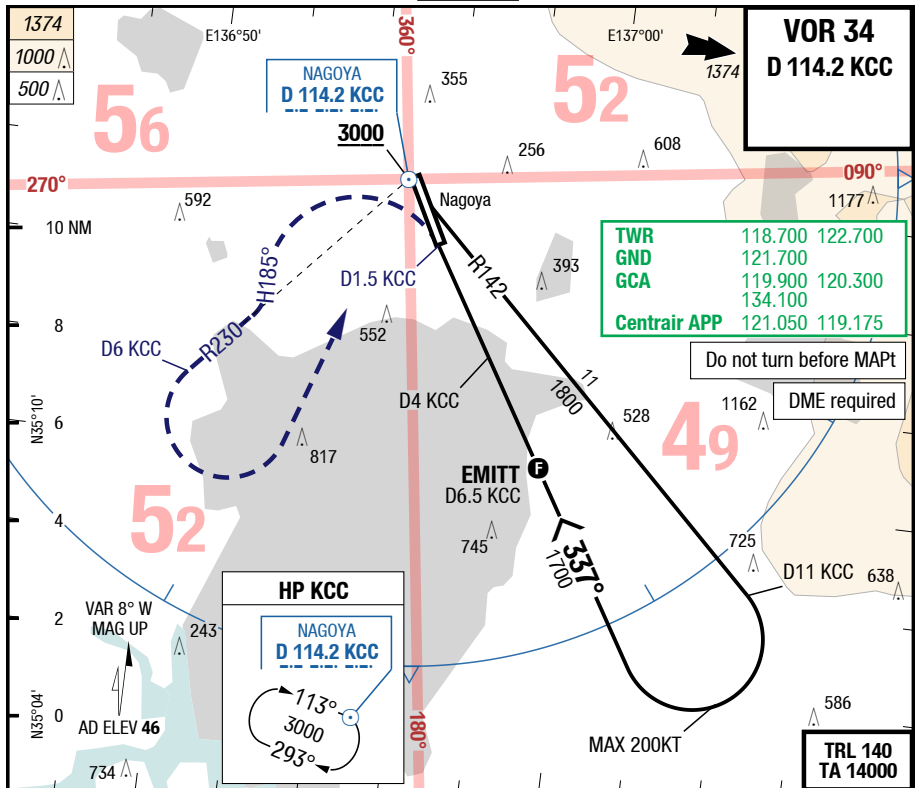 1374
1000
500
E136°50'
360°
E137°00'
1374
VOR 34
D 114.2 KCC
NAGOYA
D 114.2 KCC
355
56
52
3000
256
608
270°
090°
592
Nagoya
1177
10 NM
TWR 118.700 122.700
GND 121.700
GCA 119.900 120.300
134.100
Centrair APP 121.050 119.175
H185°
D1.5 KCC
R142
393
8
R230
552
D6 KCC
Do not turn before MAPt
DME required
D4 KCC
11
1800
N35°10'
6
528
1162
49
817
EMITT
F
D6.5 KCC
52
4
745
337°
1700
725
D11 KCC
638
HP KCC
NAGOYA
D 114.2 KCC
113°
3000
293°
2
VAR 8° W
MAG UP
243
N35°04'
0
AD ELEV 46
180°
586
MAX 200KT
734
TRL 140
TA 14000